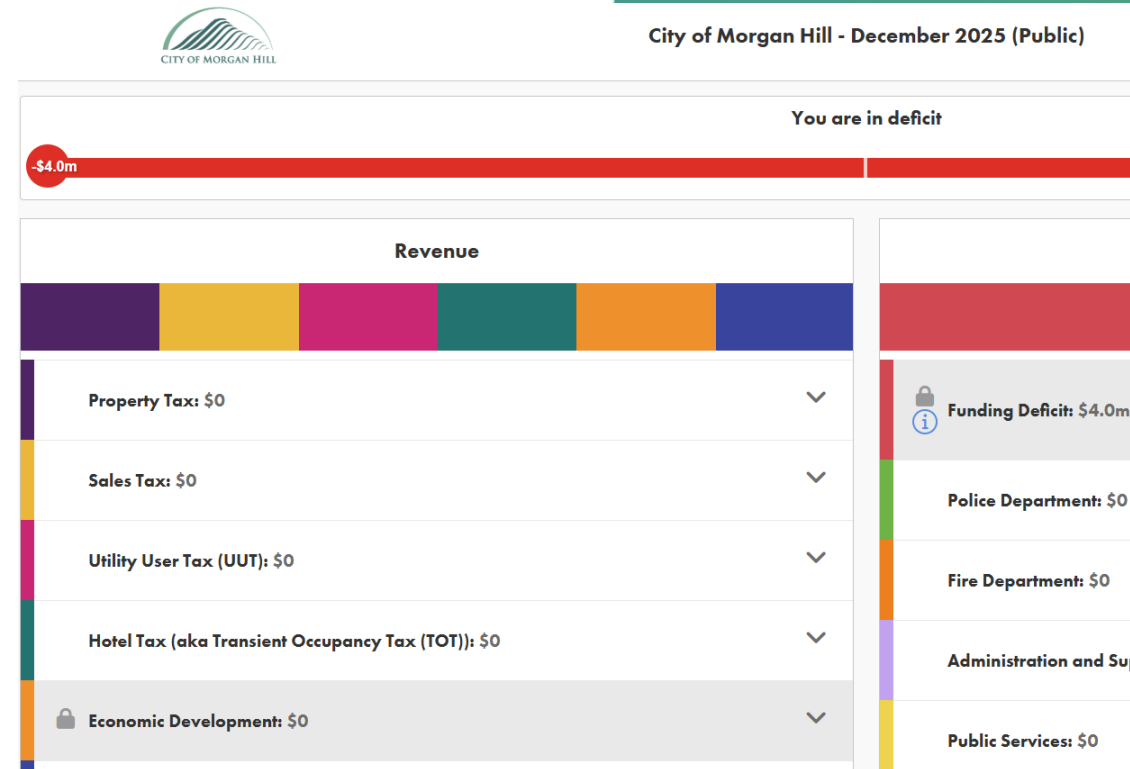 CITY OF MORGAN HILL
City of Morgan Hill - December 2025 (Public)
You are in deficit
-$4.0m
Revenue
Property Tax: $0
Sales Tax: $0
Utility User Tax (UUT): $0
Hotel Tax (aka Transient Occupancy Tax (TOT)): $0
Economic Development: $0
i
Funding Deficit: $4.0m
Police Department: $0
Fire Department: $0
Administration and
Public Services: $0